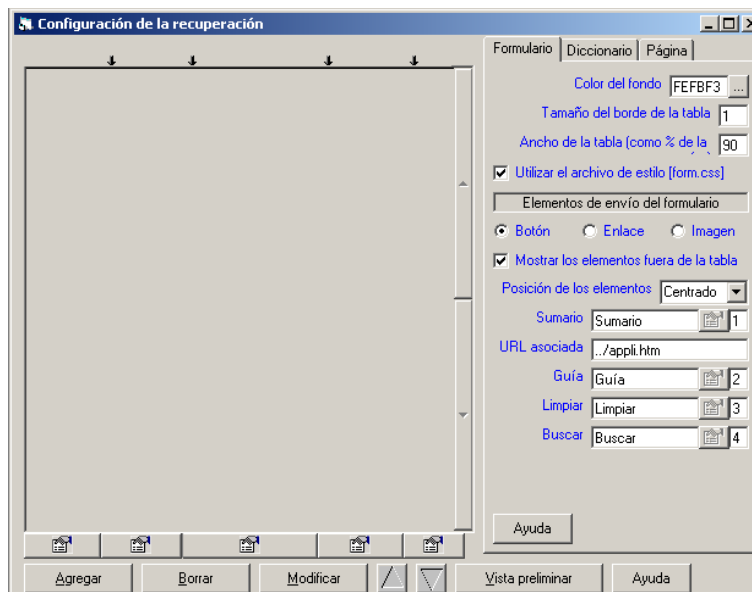 Configuración de la recuperación
Formulario Diccionario Página
Color del fondo FEFBF3 ...
Tamaño del borde de la tabla 1
Ancho de la tabla (como % de la 90
Utilizar el archivo de estilo [form.css]
Elementos de envío del formulario
Botón Enlace Imagen
Mostrar los elementos fuera de la tabla
Posición de los elementos Centrado
Sumario Sumario 1
URL asociada ../appli.htm
Guía Guía 2
Limpiar Limpiar 3
Buscar Buscar 4
Ayuda
Agregar Borrar Modificar Vista preliminar Ayuda